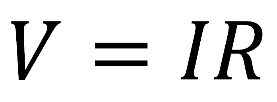 V = IR